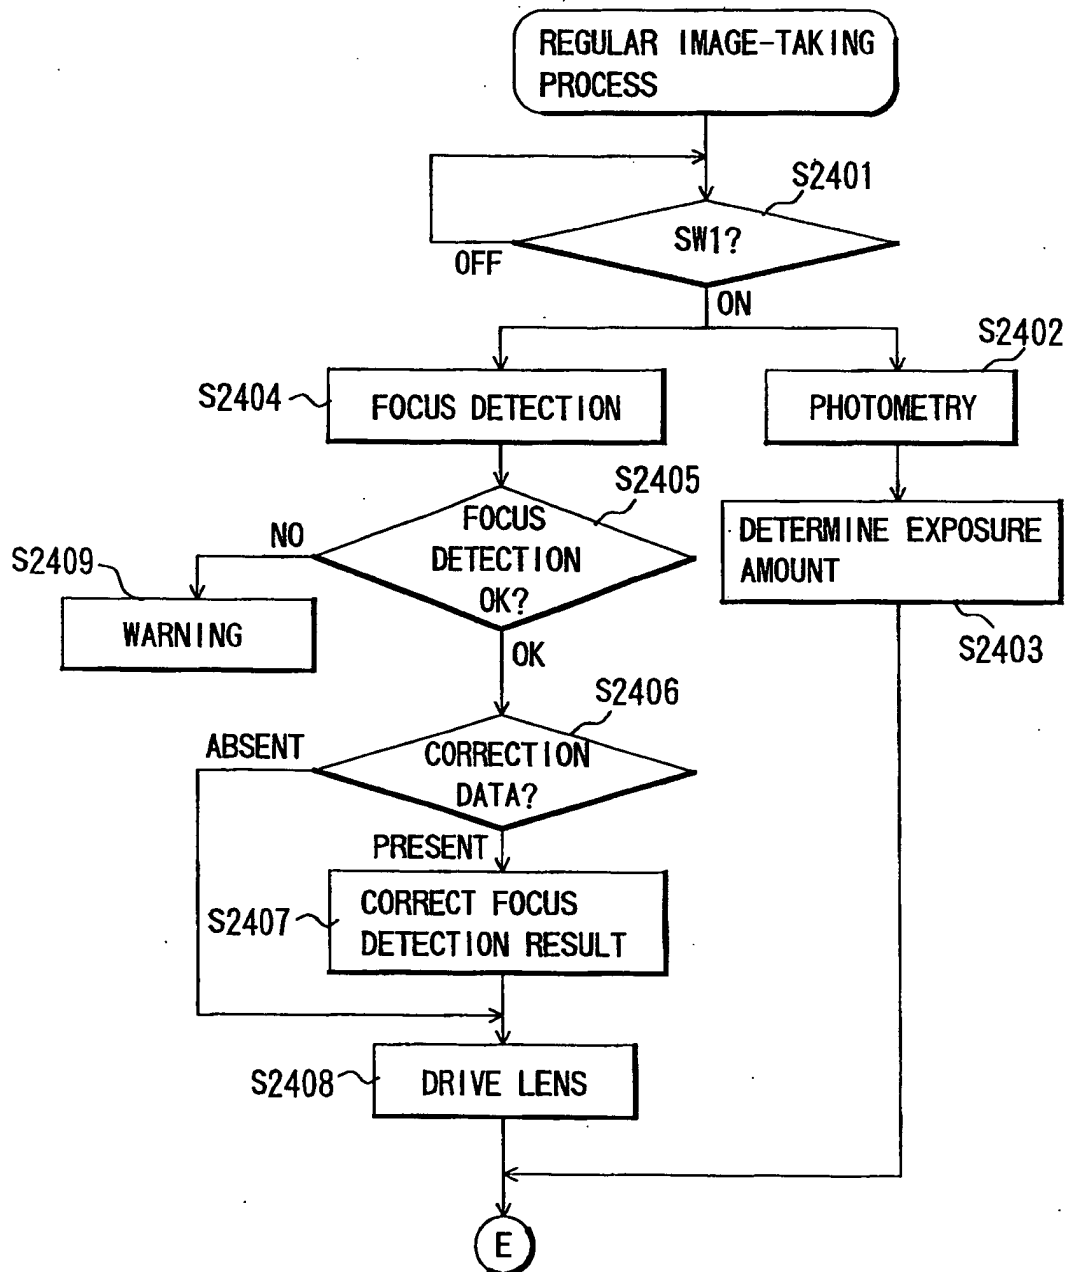 REGULAR IMAGE-TAKING
PROCESS
S2401
SW1?
OFF
ON
S2402
S2404
FOCUS DETECTION
PHOTOMETRY
S2405
FOCUS
DETECTION
OK?
NO
S2409
WARNING
DETERMINE EXPOSURE
AMOUNT
S2403
OK
S2406
ABSENT
CORRECTION
DATA?
PRESENT
S2407
CORRECT FOCUS
DETECTION RESULT
S2408
DRIVE LENS
E